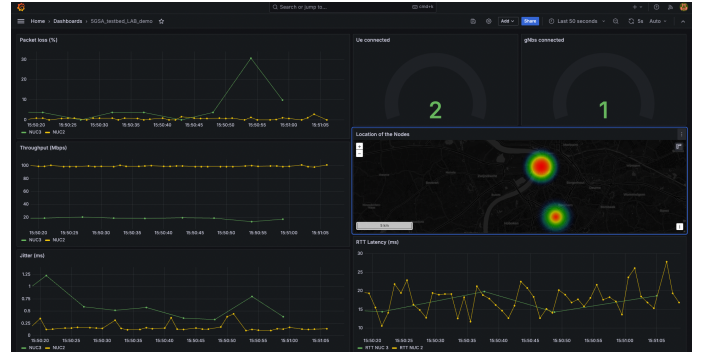 Search or jump to...
cmd+k
Home › Dashboards › 5GSA_testbed_LAB_demo
Add
Share
Last 50 seconds
5s
Auto
Packet loss (%)
30
20
10
0
15:50:20 15:50:25 15:50:30 15:50:35 15:50:40 15:50:45 15:50:50 15:50:55 15:51:00 15:51:05
NUC3 NUC2
Ue connected
2
gNbs connected
1
Throughput (Mbps)
100
80
60
40
20
15:50:20 15:50:25 15:50:30 15:50:35 15:50:40 15:50:45 15:50:50 15:50:55 15:51:00 15:51:05
NUC3 NUC2
Location of the Nodes
+
−
i
Jitter (ms)
1.25
1
0.75
0.5
0.25
0
15:50:20 15:50:25 15:50:30 15:50:35 15:50:40 15:50:45 15:50:50 15:50:55 15:51:00 15:51:05
NUC3 NUC2
RTT Latency (ms)
30
25
20
15
10
15:50:20 15:50:25 15:50:30 15:50:35 15:50:40 15:50:45 15:50:50 15:50:55 15:51:00 15:51:05
RTT NUC 3 RTT NUC 2